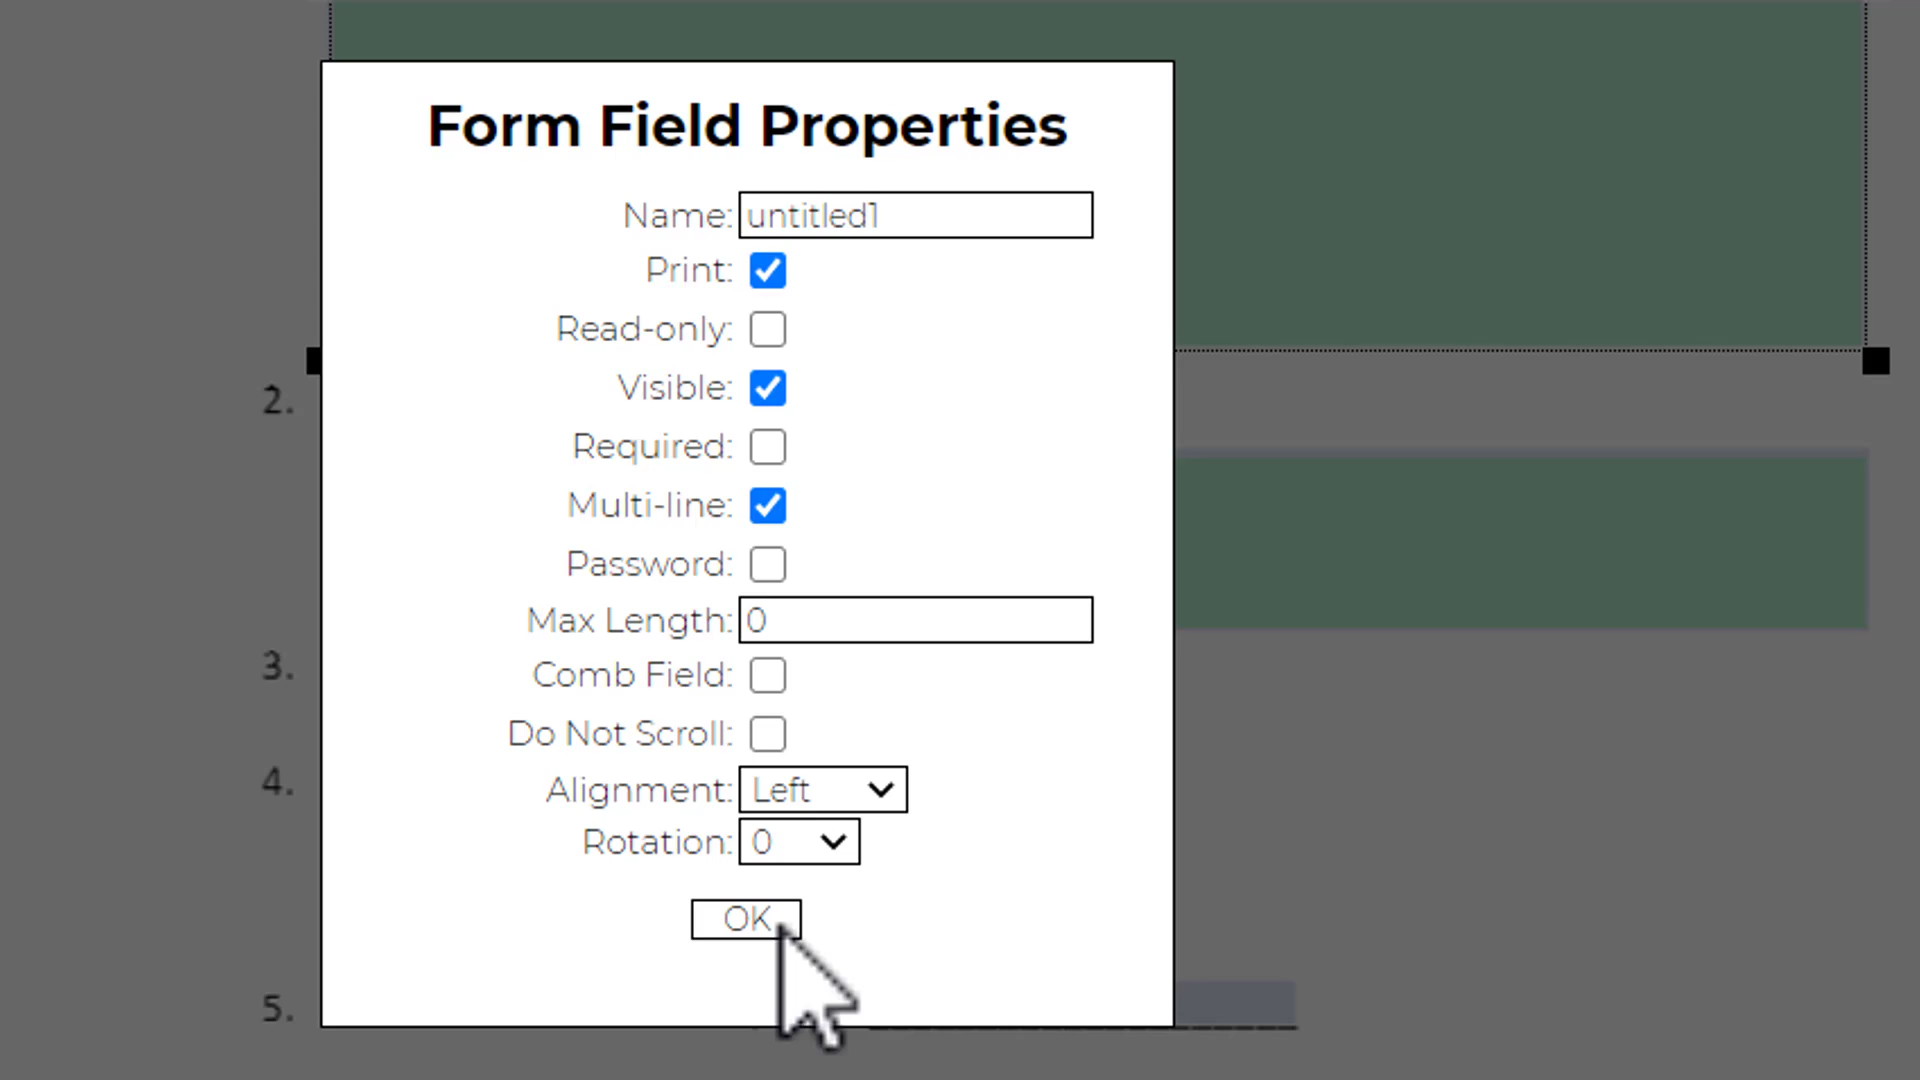 Form Field Properties
Name: untitled1
Print:
Read-only:
2.
Visible:
Required:
Multi-line:
Password:
Max Length: 0
3.
Comb Field:
Do Not Scroll:
4.
Alignment: Left
Rotation: 0
OK
5.